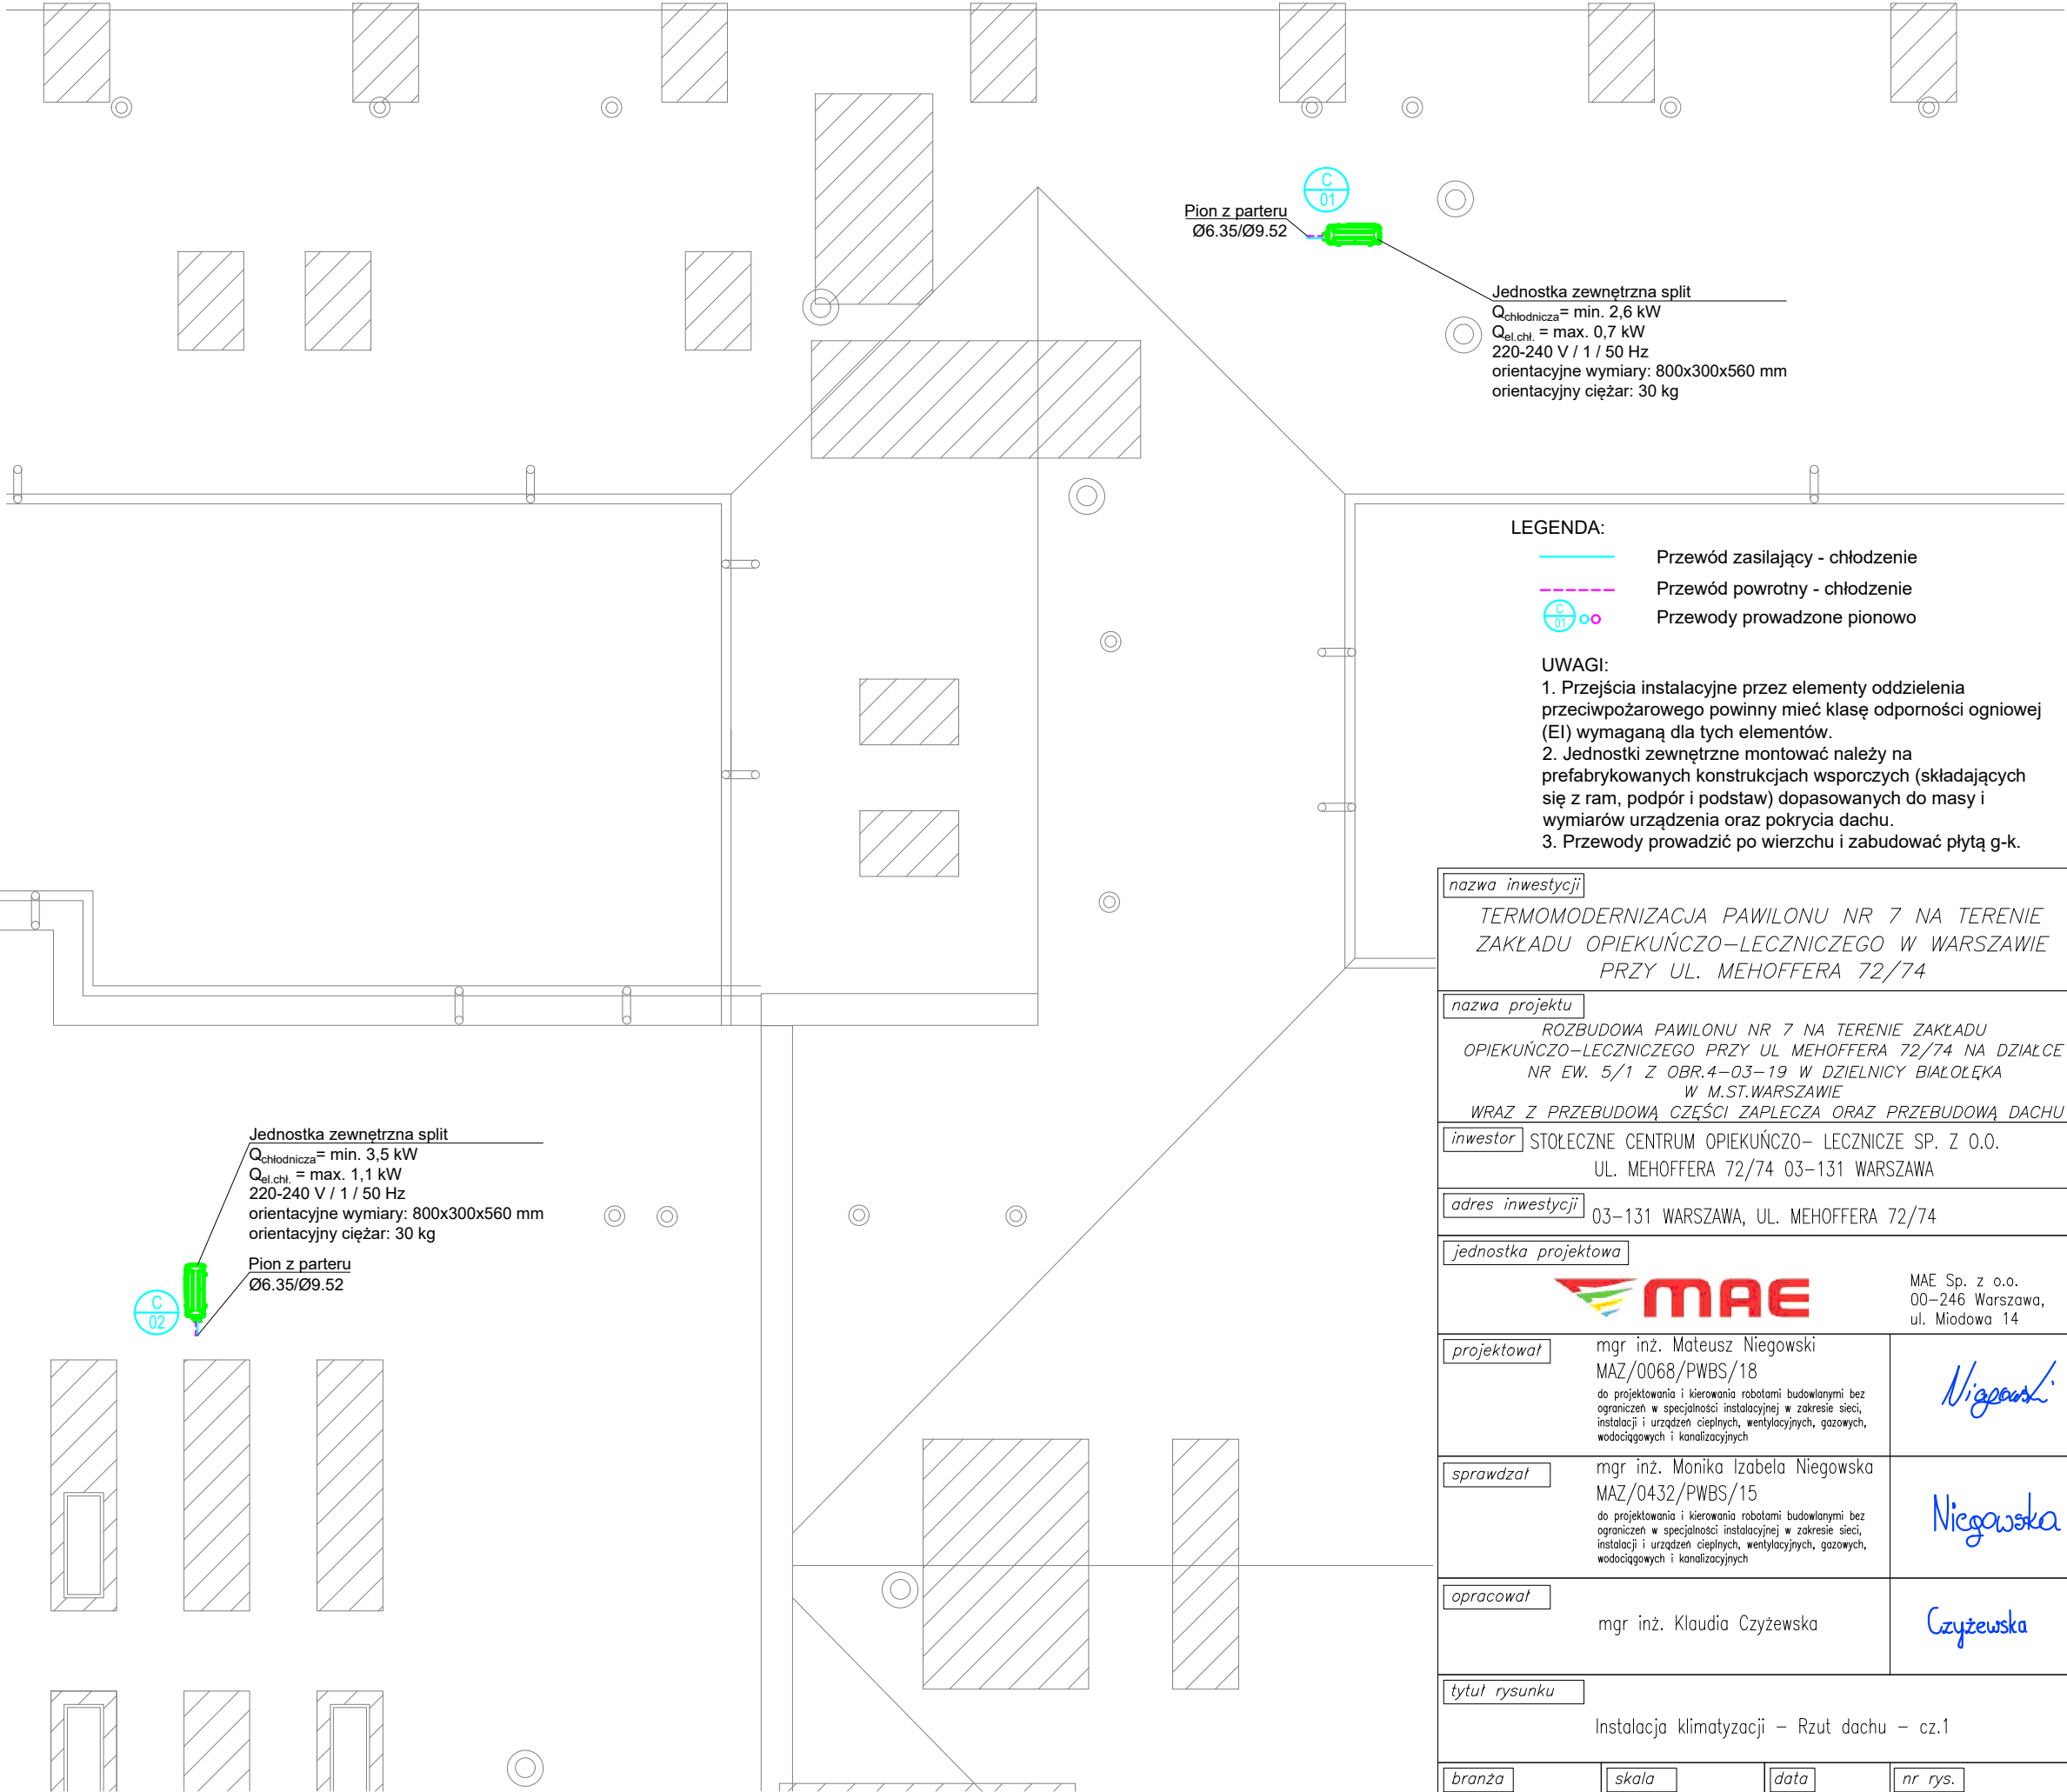 C
01
Pion z parteru
Ø6.35/Ø9.52
Jednostka zewnętrzna split
Qchłodnicza= min. 2,6 kW
Qel.chł. = max. 0,7 kW
220-240 V / 1 / 50 Hz
orientacyjne wymiary: 800x300x560 mm
orientacyjny ciężar: 30 kg
LEGENDA:
Przewód zasilający - chłodzenie
Przewód powrotny - chłodzenie
C
01
Przewody prowadzone pionowo
UWAGI:
1. Przejścia instalacyjne przez elementy oddzielenia
przeciwpożarowego powinny mieć klasę odporności ogniowej
(EI) wymaganą dla tych elementów.
2. Jednostki zewnętrzne montować należy na
prefabrykowanych konstrukcjach wsporczych (składających
się z ram, podpór i podstaw) dopasowanych do masy i
wymiarów urządzenia oraz pokrycia dachu.
3. Przewody prowadzić po wierzchu i zabudować płytą g-k.
Jednostka zewnętrzna split
Qchłodnicza= min. 3,5 kW
Qel.chł. = max. 1,1 kW
220-240 V / 1 / 50 Hz
orientacyjne wymiary: 800x300x560 mm
orientacyjny ciężar: 30 kg
Pion z parteru
Ø6.35/Ø9.52
C
02
nazwa inwestycji
TERMOMODERNIZACJA PAWILONU NR 7 NA TERENIE
ZAKŁADU OPIEKUŃCZO-LECZNICZEGO W WARSZAWIE
PRZY UL. MEHOFFERA 72/74
nazwa projektu
ROZBUDOWA PAWILONU NR 7 NA TERENIE ZAKŁADU
OPIEKUŃCZO-LECZNICZEGO PRZY UL MEHOFFERA 72/74 NA DZIAŁCE
NR EW. 5/1 Z OBR.4-03-19 W DZIELNICY BIAŁOŁĘKA
W M.ST.WARSZAWIE
WRAZ Z PRZEBUDOWĄ CZĘŚCI ZAPLECZA ORAZ PRZEBUDOWĄ DACHU
inwestor STOŁECZNE CENTRUM OPIEKUŃCZO- LECZNICZE SP. Z O.O.
UL. MEHOFFERA 72/74 03-131 WARSZAWA
adres inwestycji 03-131 WARSZAWA, UL. MEHOFFERA 72/74
jednostka projektowa
MAE
MAE Sp. z o.o.
00-246 Warszawa,
ul. Miodowa 14
projektował
mgr inż. Mateusz Niegowski
MAZ/0068/PWBS/18
do projektowania i kierowania robotami budowlanymi bez
ograniczeń w specjalności instalacyjnej w zakresie sieci,
instalacji i urządzeń cieplnych, wentylacyjnych, gazowych,
wodociągowych i kanalizacyjnych
Niegowski
sprawdzał
mgr inż. Monika Izabela Niegowska
MAZ/0432/PWBS/15
do projektowania i kierowania robotami budowlanymi bez
ograniczeń w specjalności instalacyjnej w zakresie sieci,
instalacji i urządzeń cieplnych, wentylacyjnych, gazowych,
wodociągowych i kanalizacyjnych
Niegowska
opracował
mgr inż. Klaudia Czyżewska
Czyżewska
tytuł rysunku
Instalacja klimatyzacji - Rzut dachu - cz.1
branża
skala
data
nr rys.